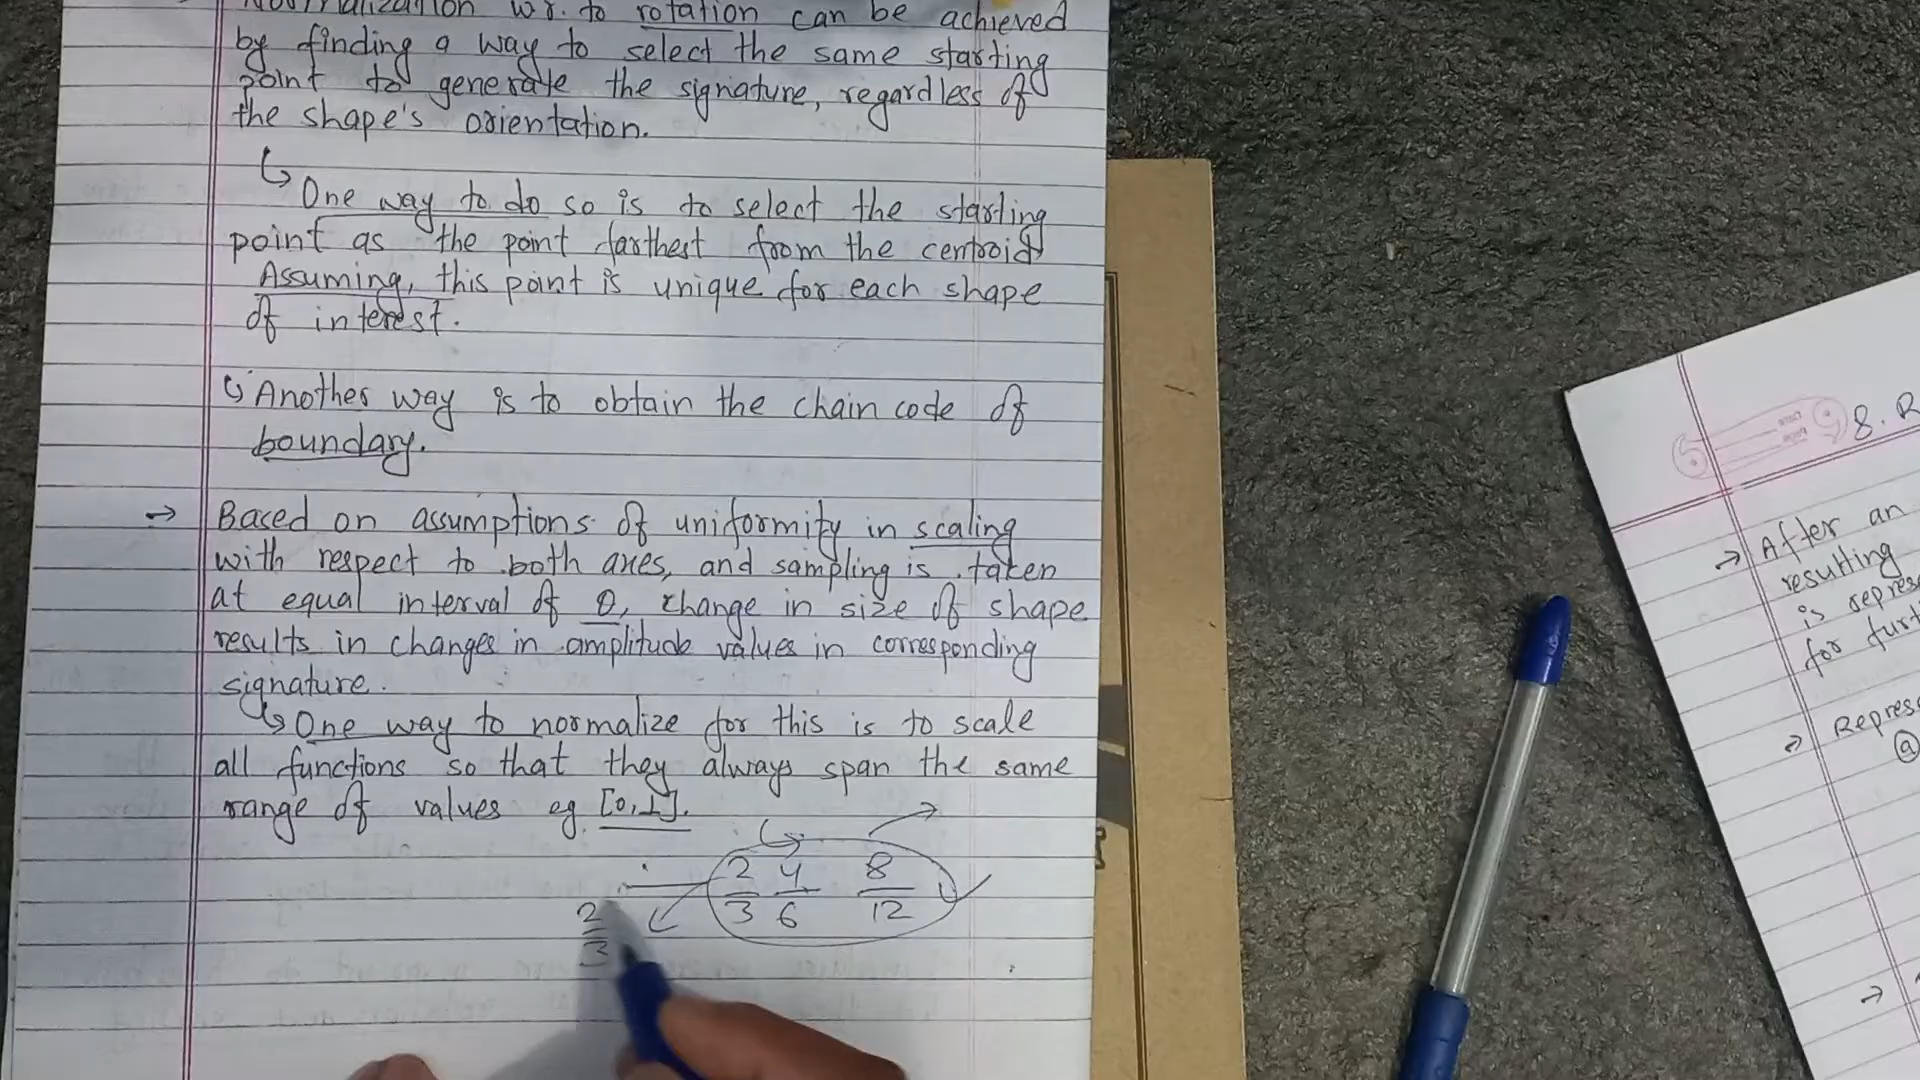 Normalization w.r. to rotation can be achieved
by finding a way to select the same starting
point to generate the signature, regardless of
the shape's orientation.
↳ One way to do so is to select the starting
point as the point farthest from the centroid
Assuming, this point is unique for each shape
of interest.
↳ Another way is to obtain the chain code of
boundary.
→ Based on assumptions of uniformity in scaling
with respect to both axes, and sampling is taken
at equal interval of θ, change in size of shape
results in changes in amplitude values in corresponding
signature.
↳ One way to normalize for this is to scale
all functions so that they always span the same
range of values eg. [0,1].
2/3 4/6 8/12
2/3
8. R
→ After an
resulting
is
for
→
@
→